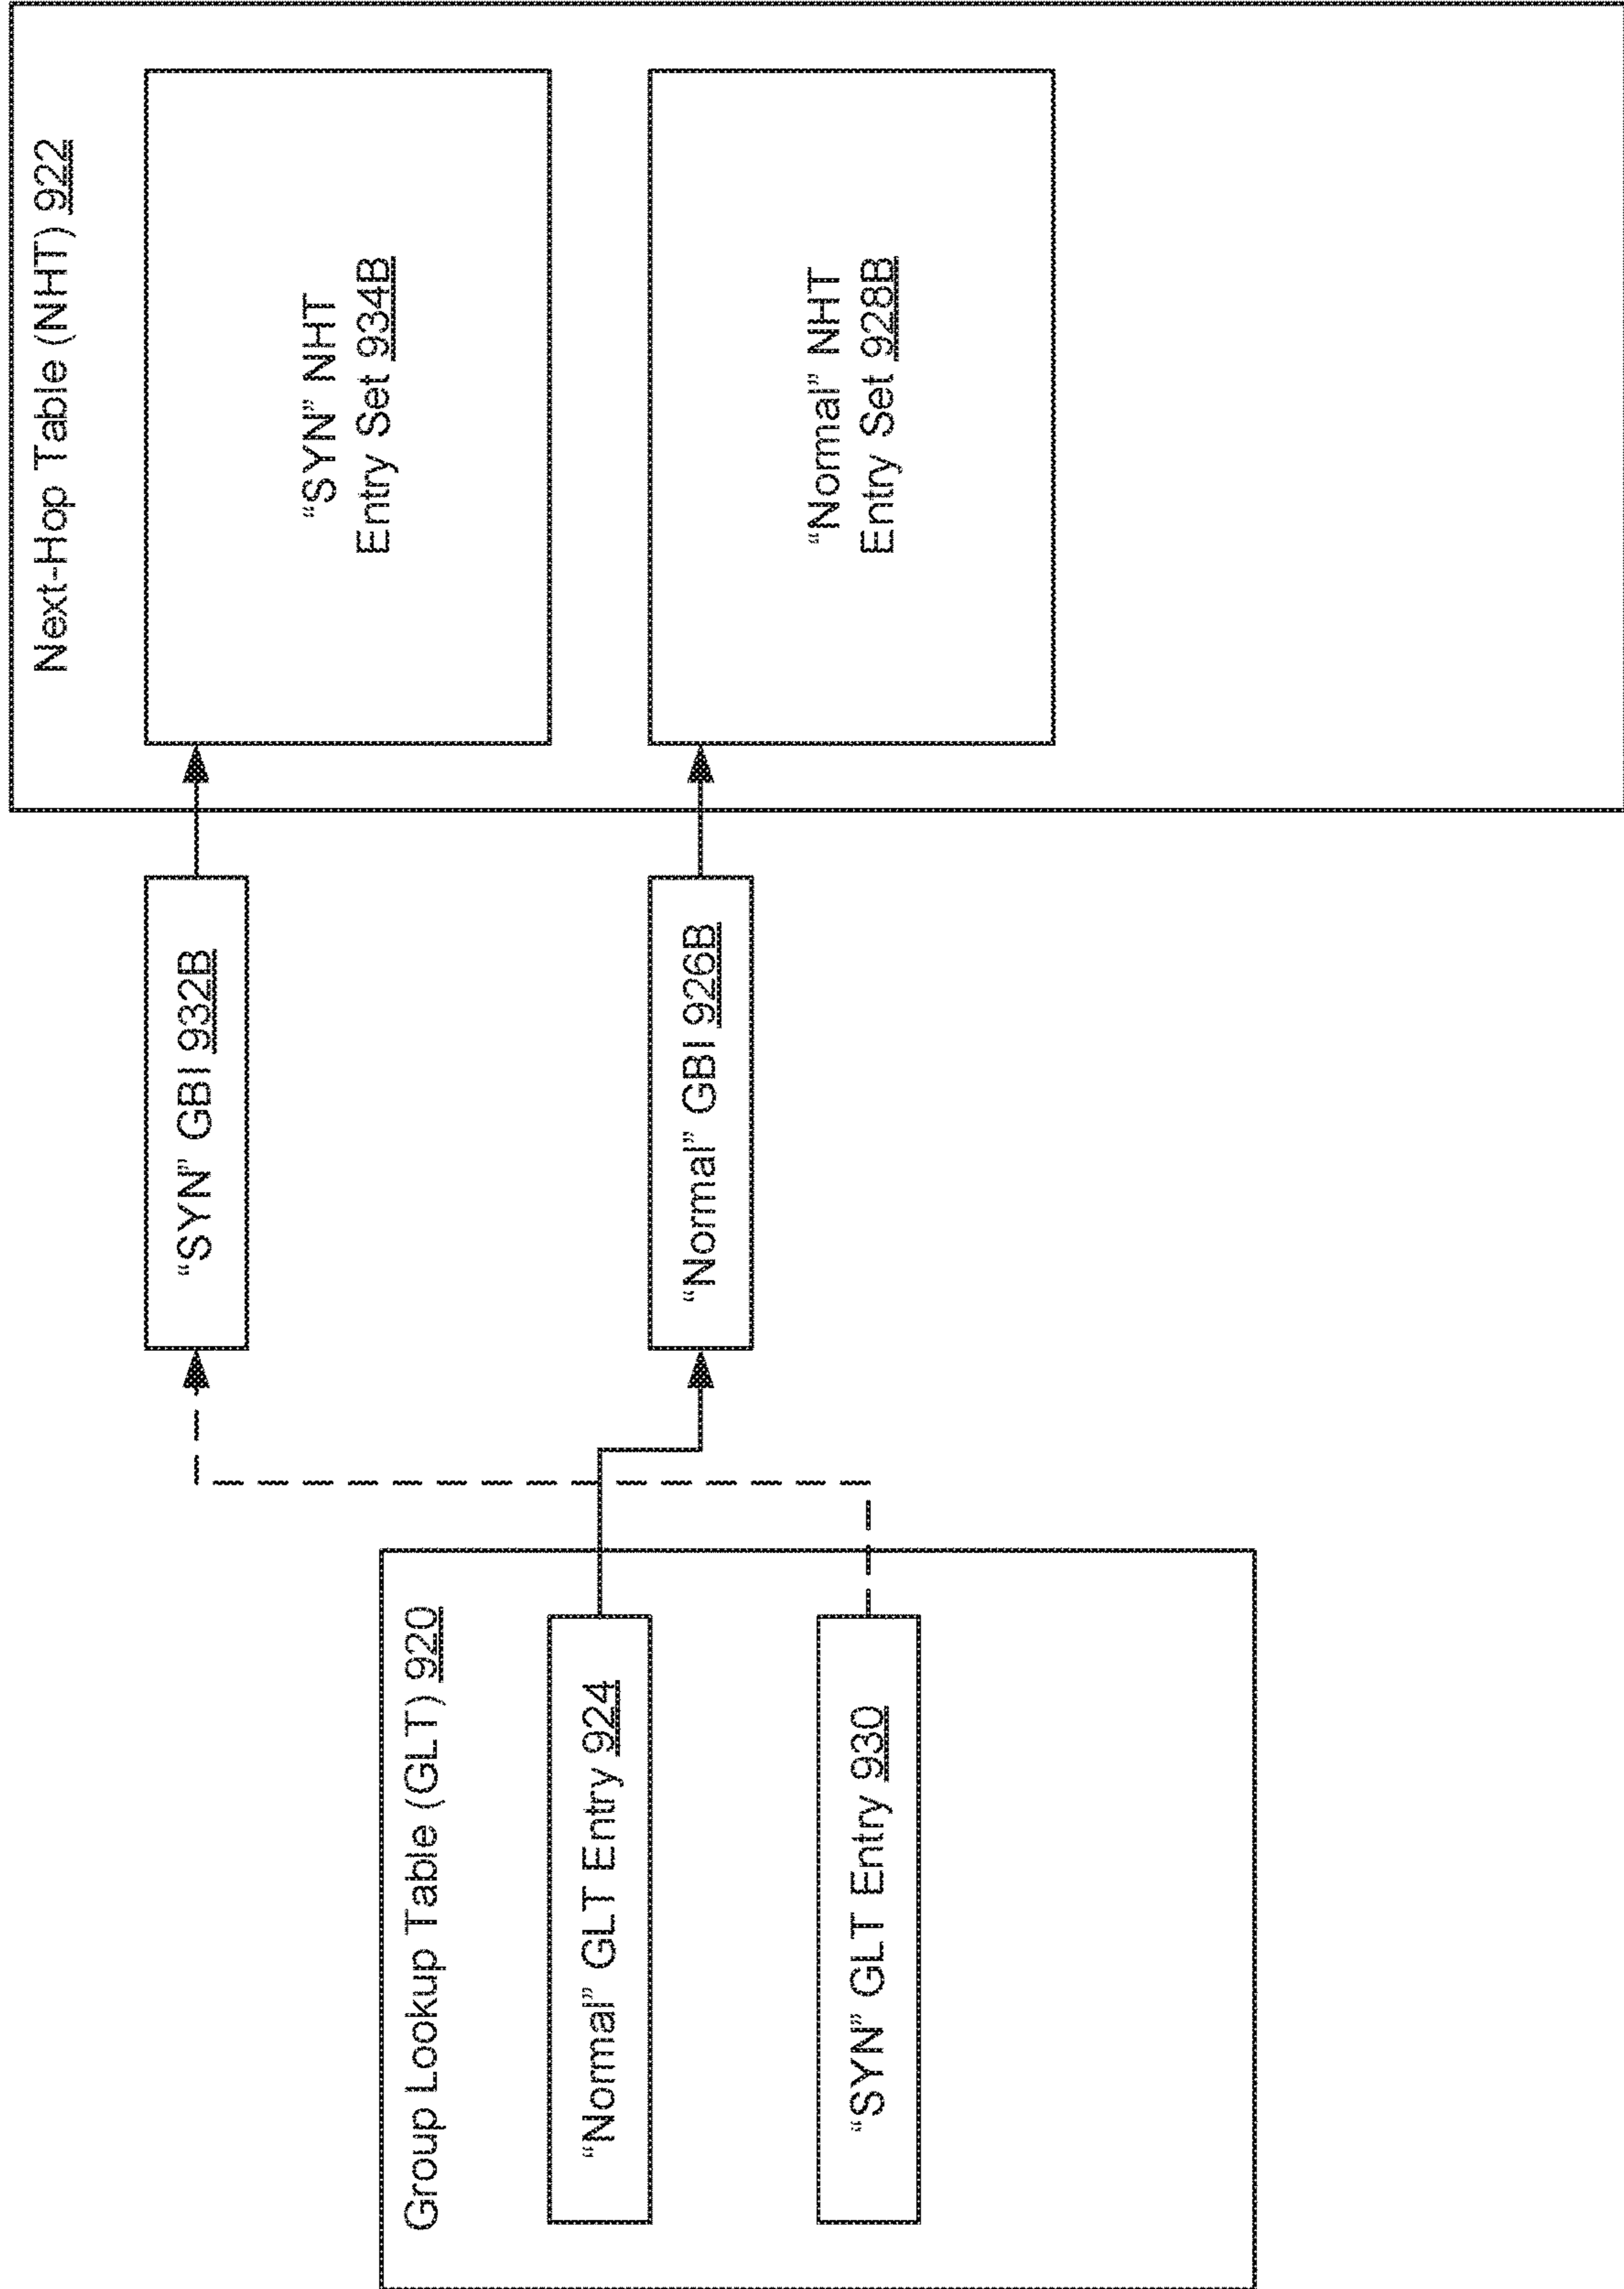 Group Lookup Table (GLT) 920
“Normal” GLT Entry 924
“SYN” GLT Entry 930
“SYN” GBI 932B
“Normal” GBI 926B
Next-Hop Table (NHT) 922
“SYN” NHT
Entry Set 934B
“Normal” NHT
Entry Set 928B